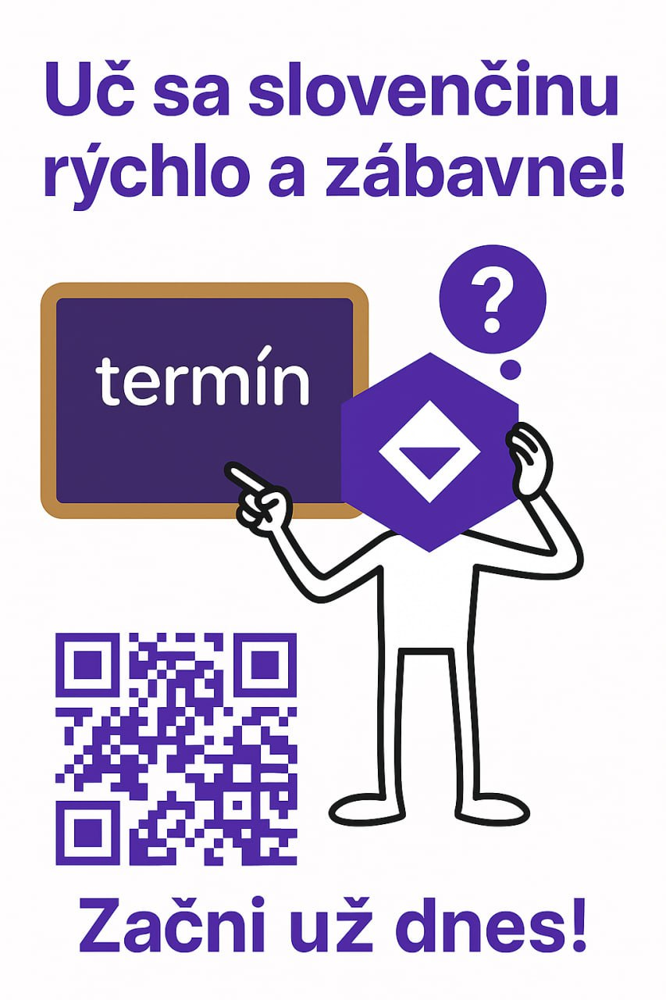 Uč sa slovenčinu
rýchlo a zábavne!
?
termín
Začni už dnes!